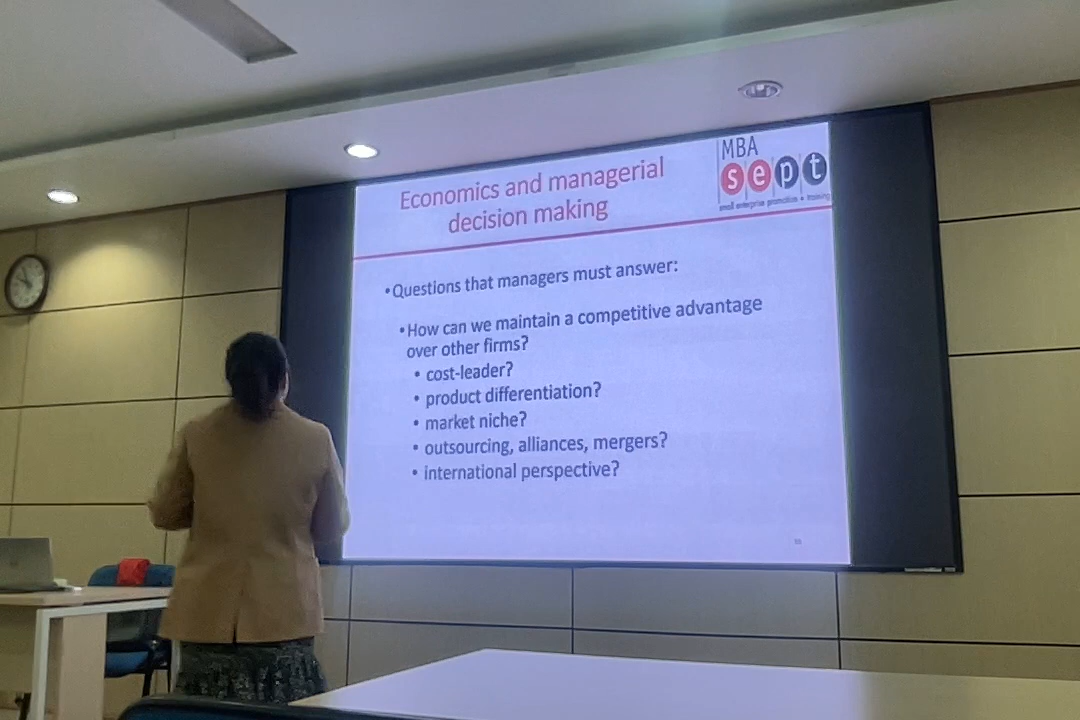 Economics and managerial
decision making
MBA
sept
small enterprise promotion + training
•Questions that managers must answer:
•How can we maintain a competitive advantage
over other firms?
• cost-leader?
• product differentiation?
• market niche?
• outsourcing, alliances, mergers?
• international perspective?